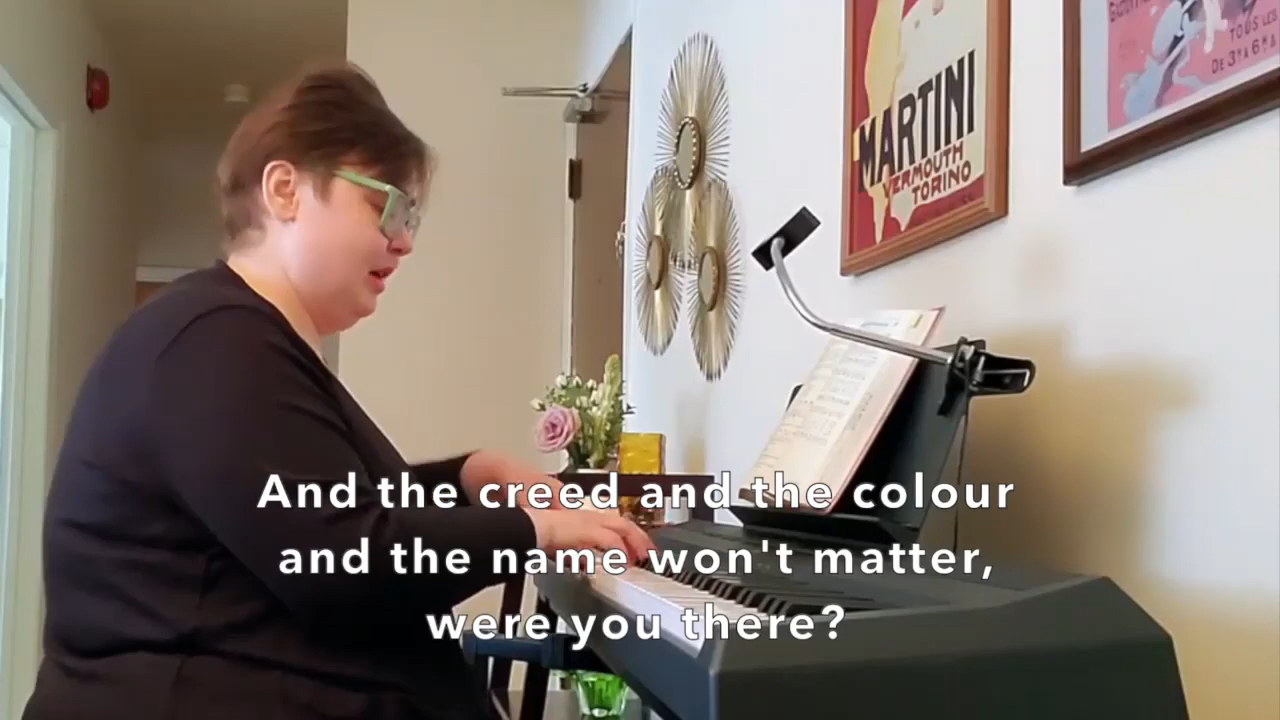 MARTINI
VERMOUTH
TORINO
TOUS LES
DE 3H A 6H
And the creed and the colour
and the name won't matter,
were you there?